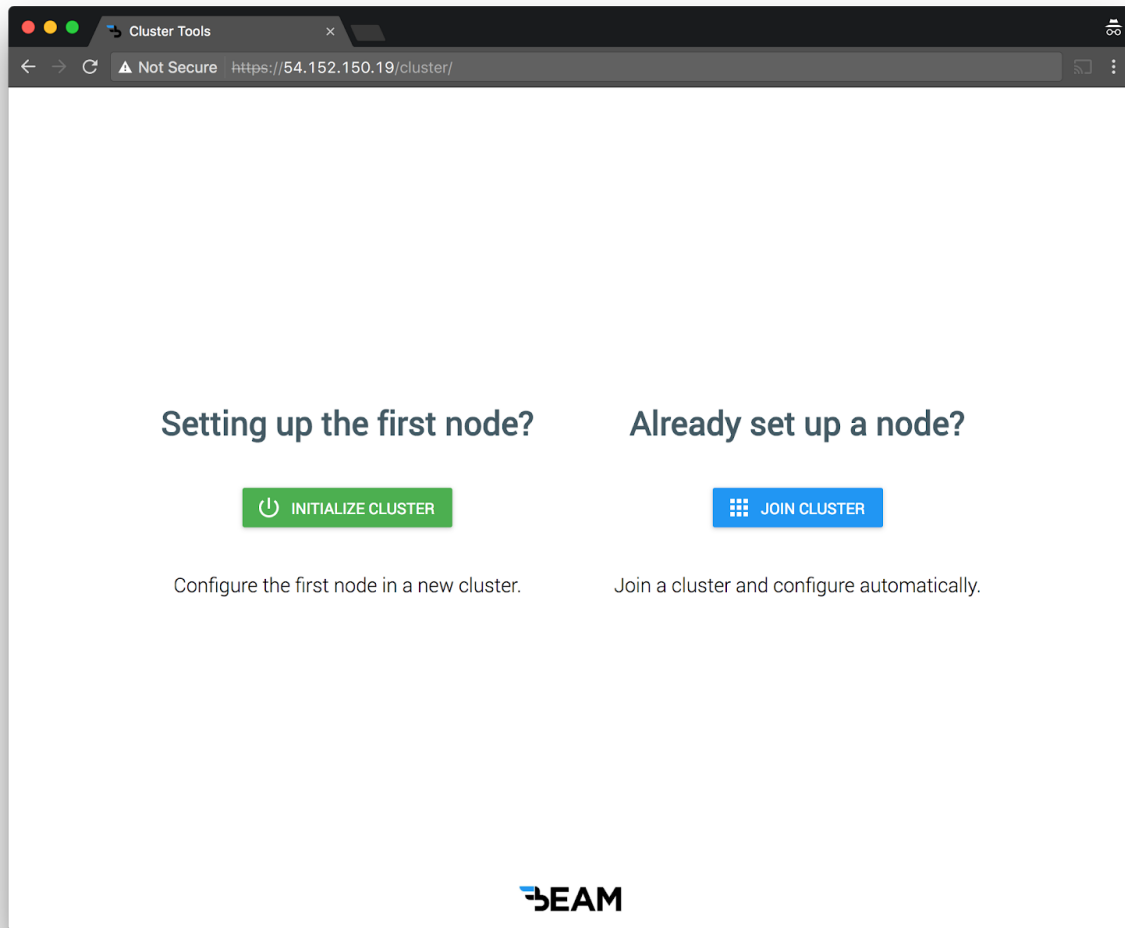 Cluster Tools
Not Secure https://54.152.150.19/cluster/
Setting up the first node?
INITIALIZE CLUSTER
Configure the first node in a new cluster.
Already set up a node?
JOIN CLUSTER
Join a cluster and configure automatically.
BEAM